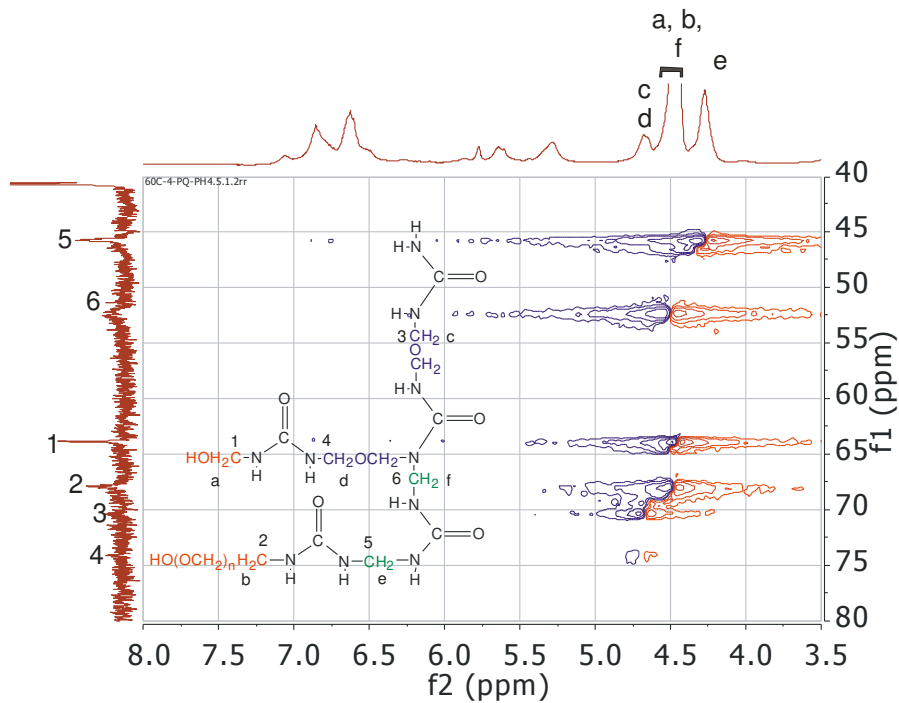 a, b,
f
e
c
d
60C-4-PQ-PH4.5.1.2rr
40
45
50
55
60
65
70
75
80
f1 (ppm)
5
6
1
2
3
4
H
H-N
C=O
HN
3 CH₂ c
O
CH₂
H-N
C=O
O
1 C 4 N
HOH₂C-N N-CH₂OCH₂
H H
a d 6 CH₂ f
H-N
O
C=O
2 C 5
HO(OCH₂)nH₂C-N N-CH₂-N
H H H
b e
8.0 7.5 7.0 6.5 6.0 5.5 5.0 4.5 4.0 3.5
f2 (ppm)